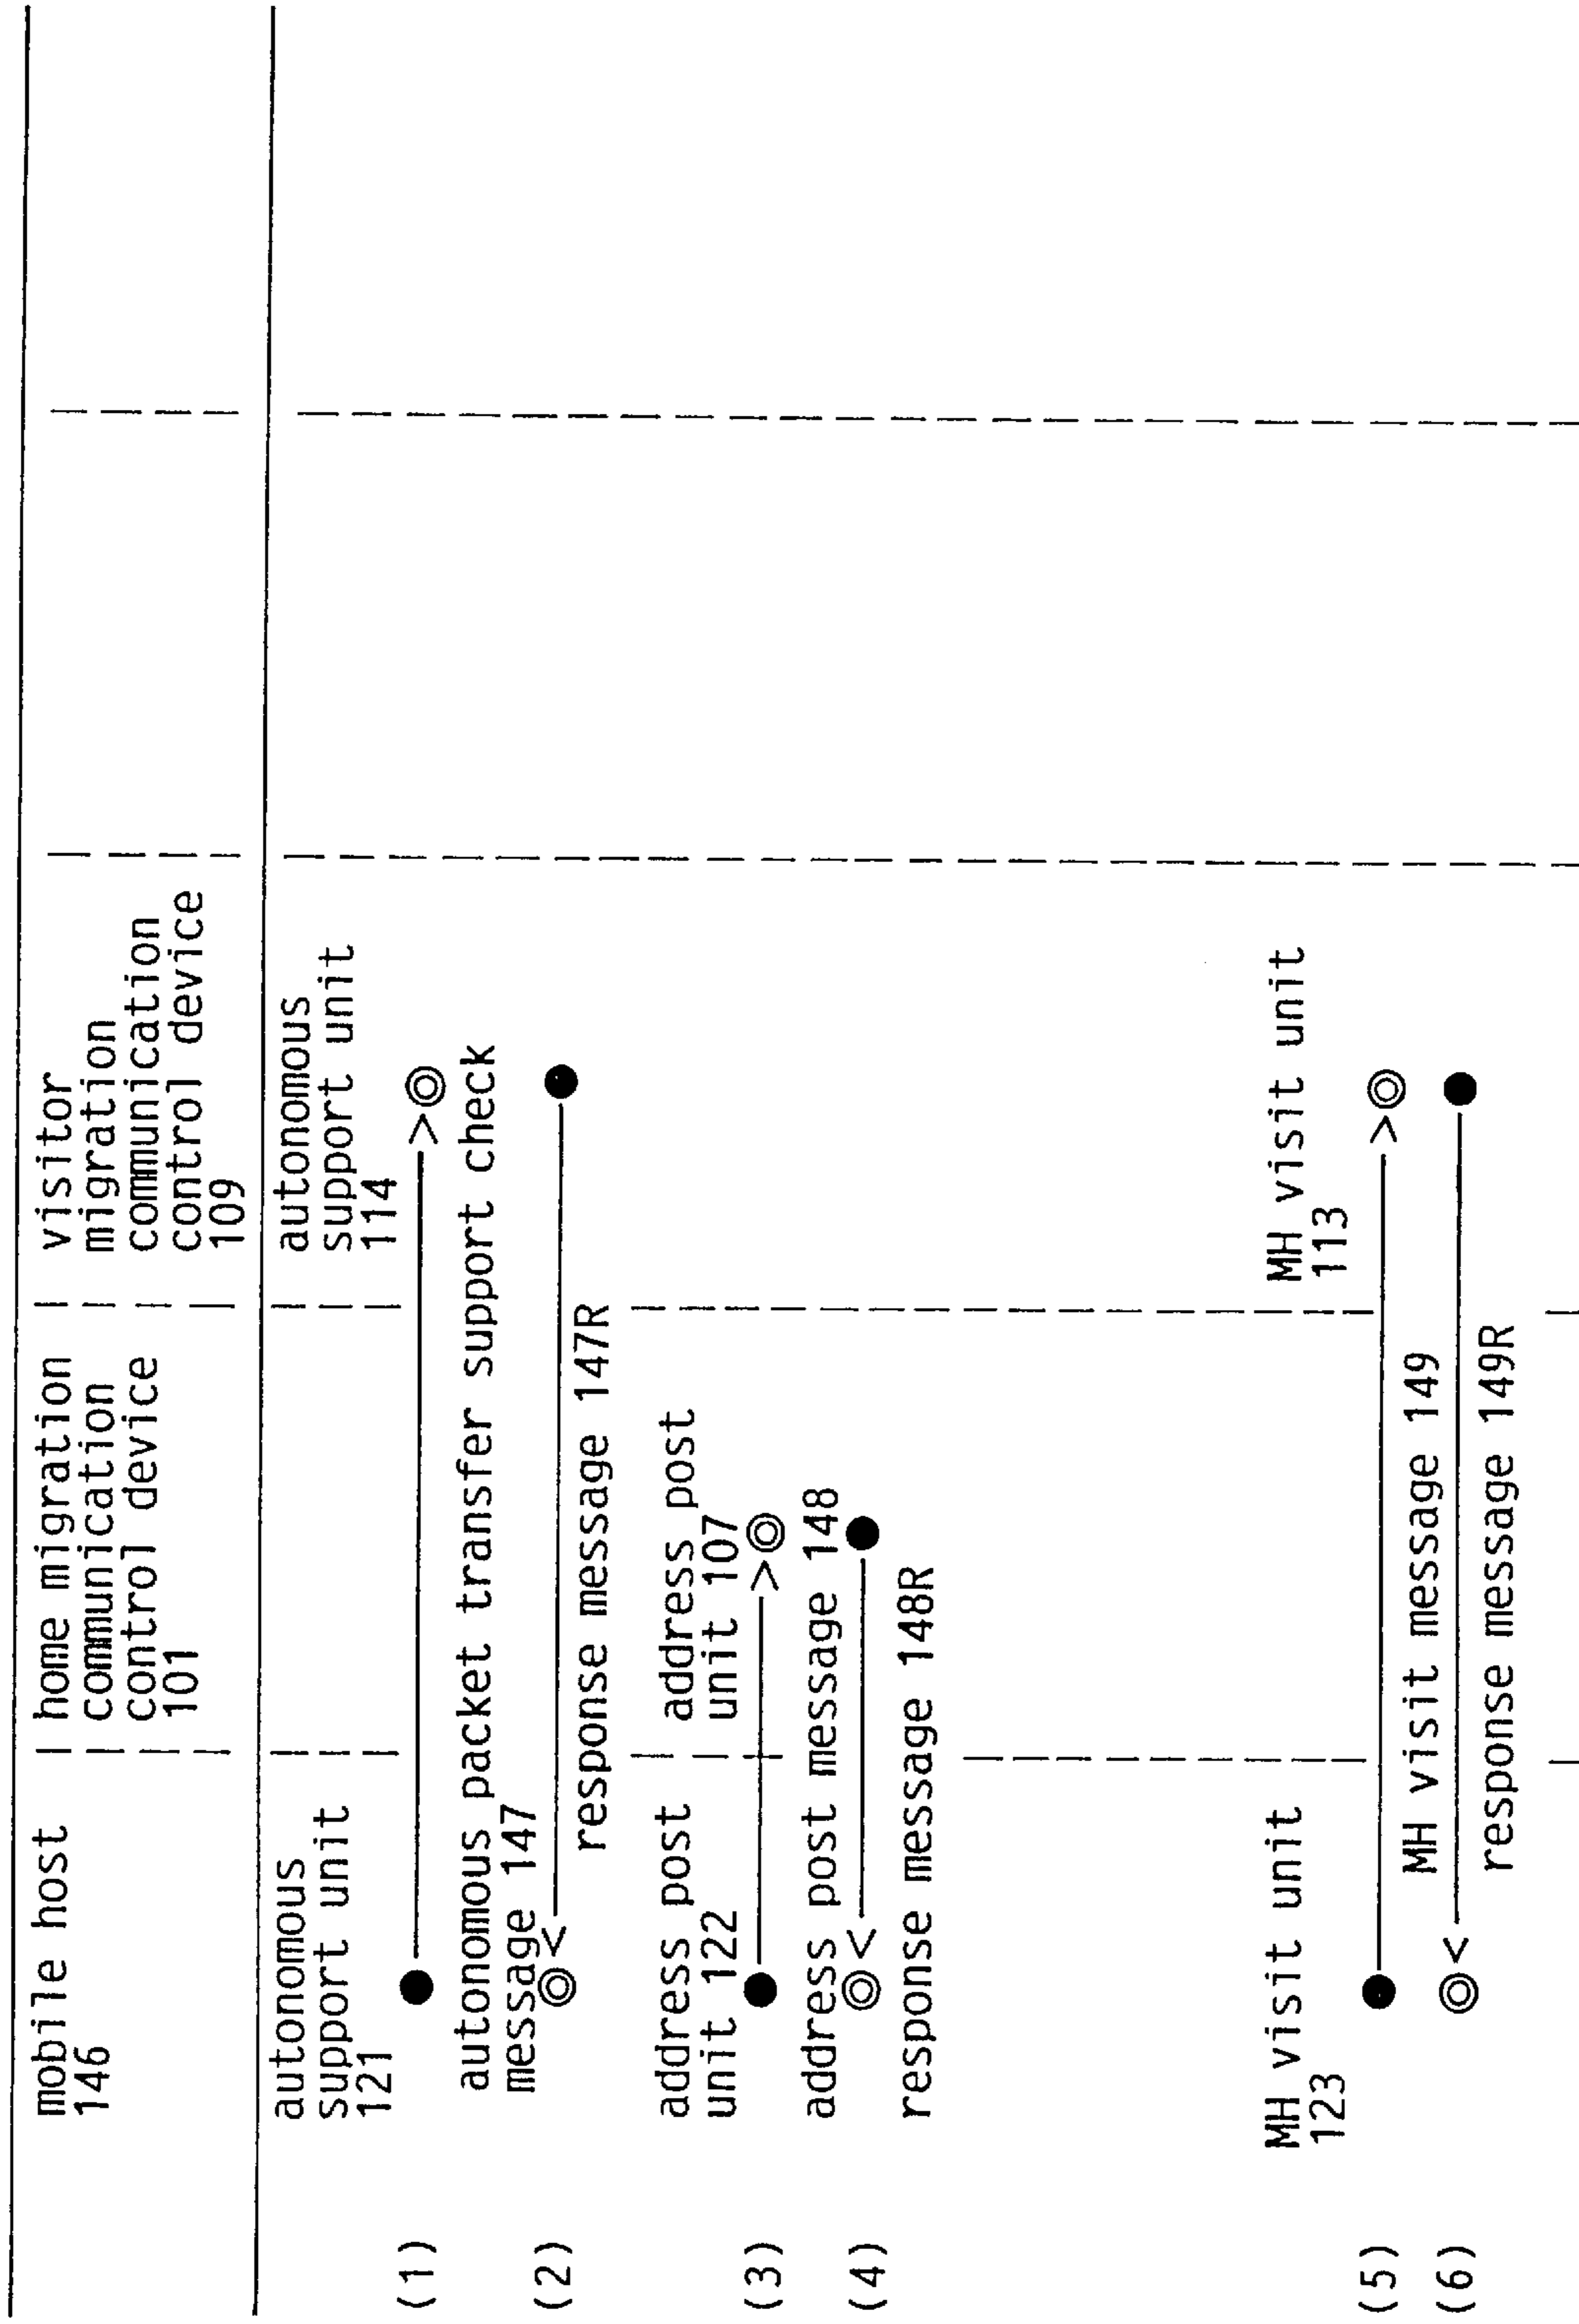 mobile host
146
home migration
communication
control device
101
visitor
migration
communication
control device
109
autonomous
support unit
121
autonomous
support unit
114
(1)
autonomous packet transfer support check
message 147
(2)
response message 147R
address post
unit 122
address post
unit 107
(3)
address post message 148
(4)
response message 148R
MH visit unit
123
MH visit unit
113
(5)
MH visit message 149
(6)
response message 149R